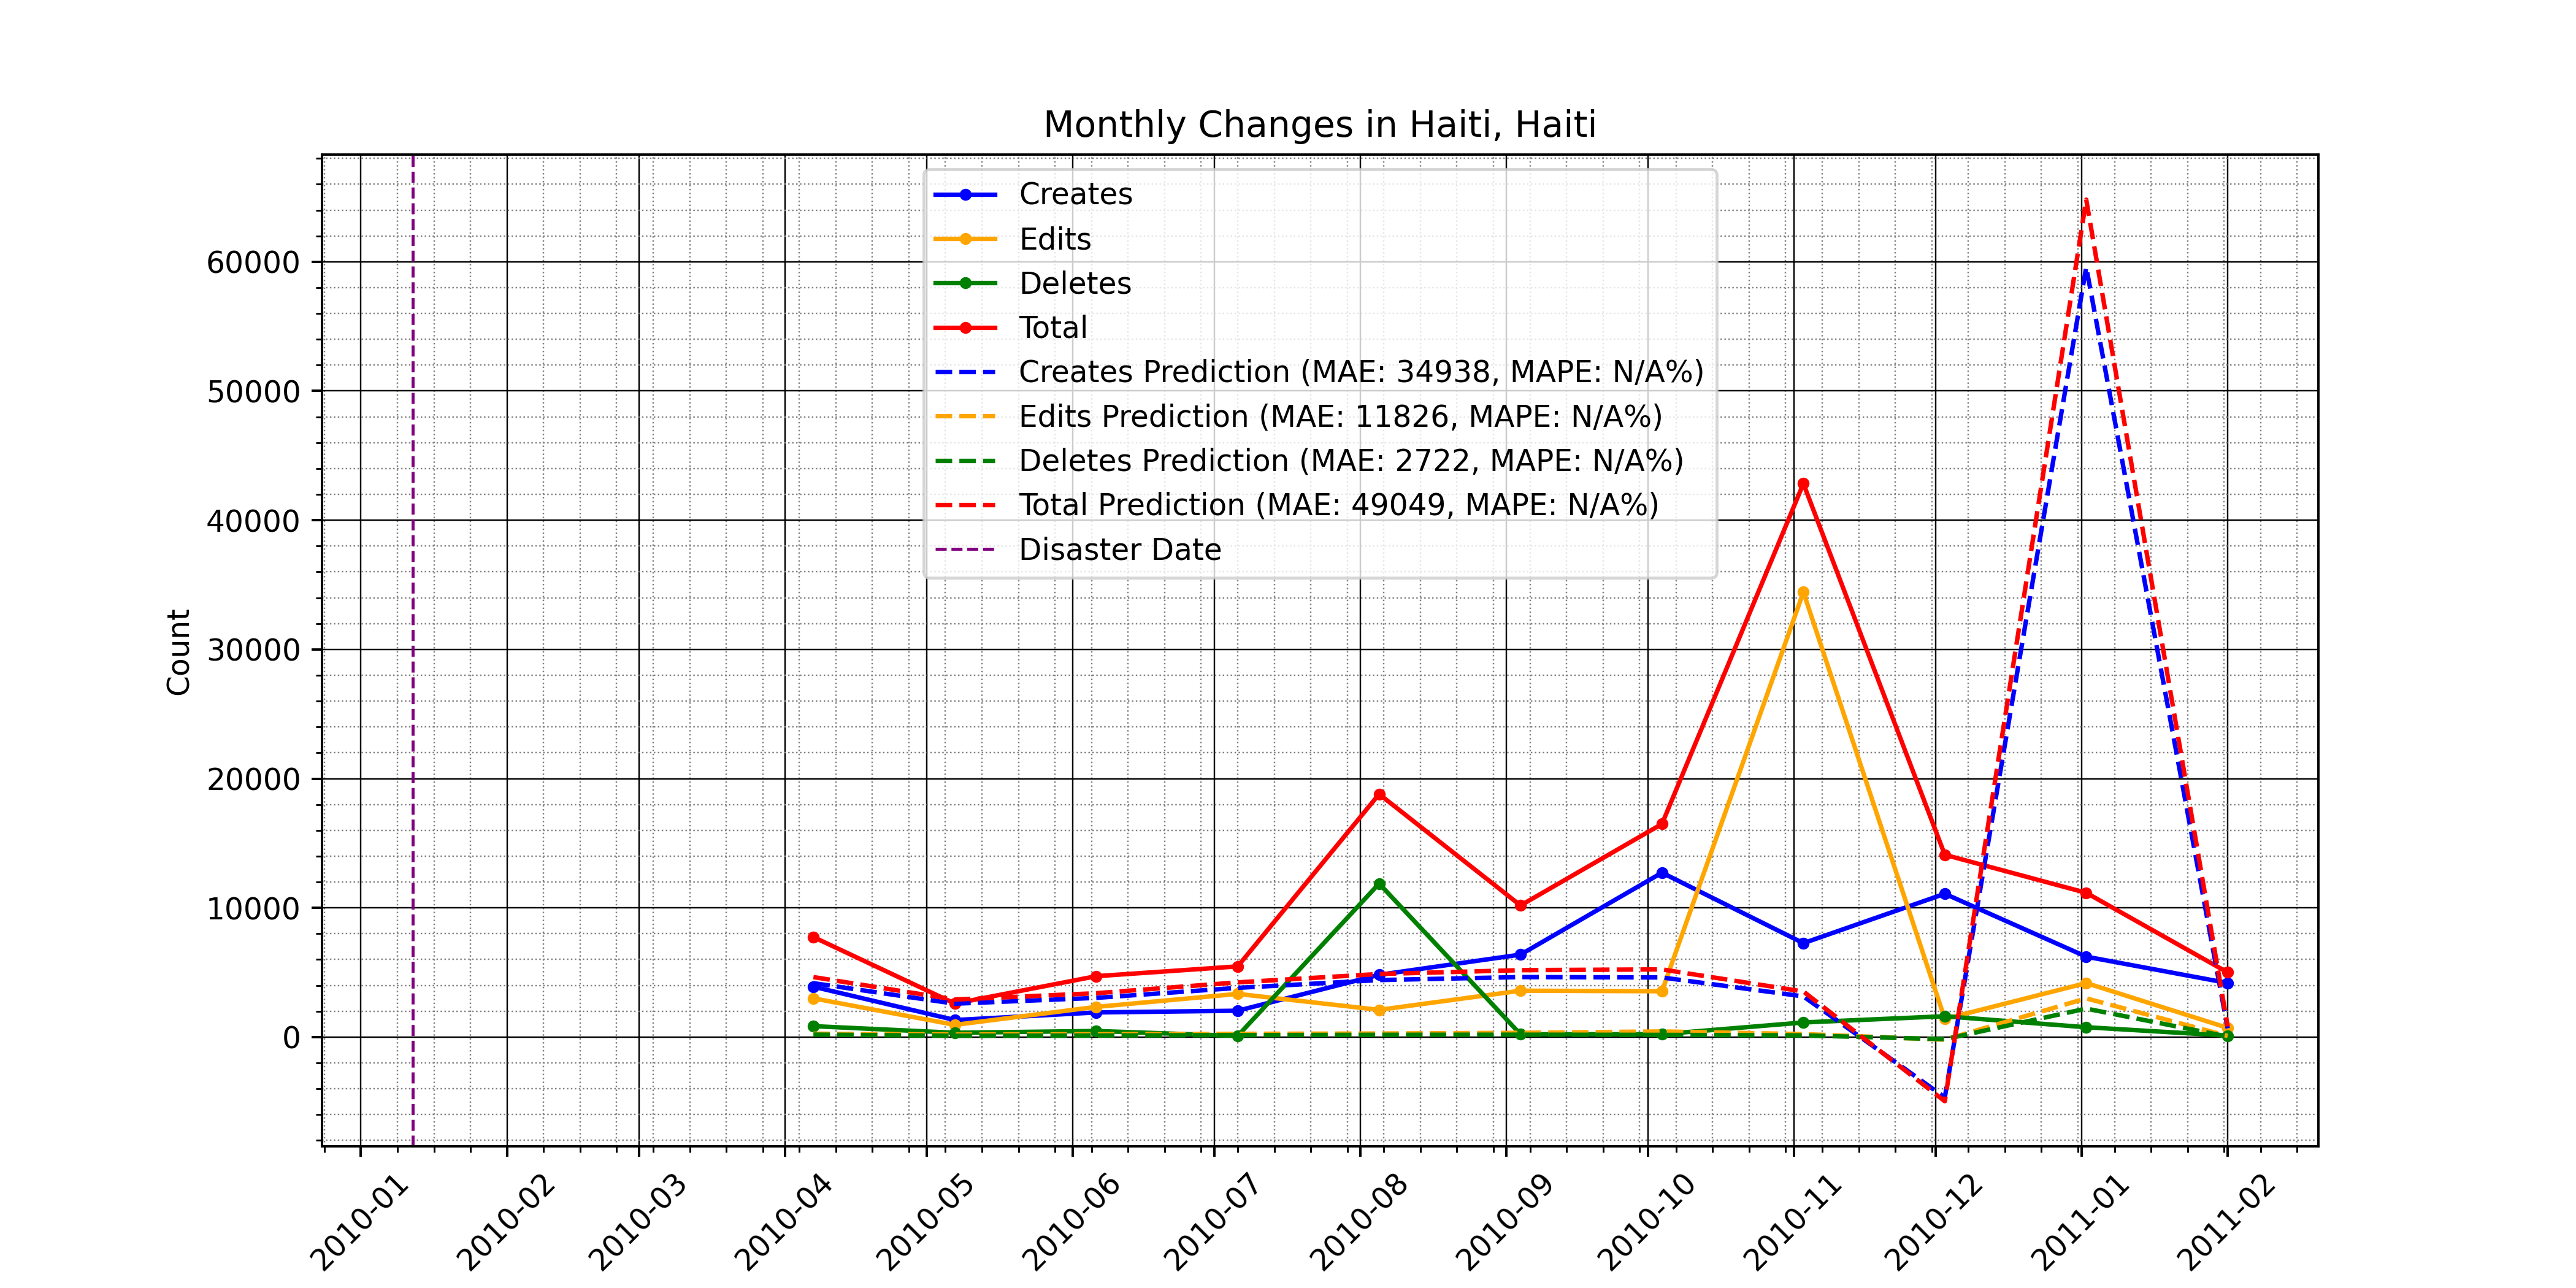 Monthly Changes in Haiti, Haiti
Creates
Edits
Deletes
Total
Creates Prediction (MAE: 34938, MAPE: N/A%)
Edits Prediction (MAE: 11826, MAPE: N/A%)
Deletes Prediction (MAE: 2722, MAPE: N/A%)
Total Prediction (MAE: 49049, MAPE: N/A%)
Disaster Date
Count
60000
50000
40000
30000
20000
10000
0
2010-01
2010-02
2010-03
2010-04
2010-05
2010-06
2010-07
2010-08
2010-09
2010-10
2010-11
2010-12
2011-01
2011-02